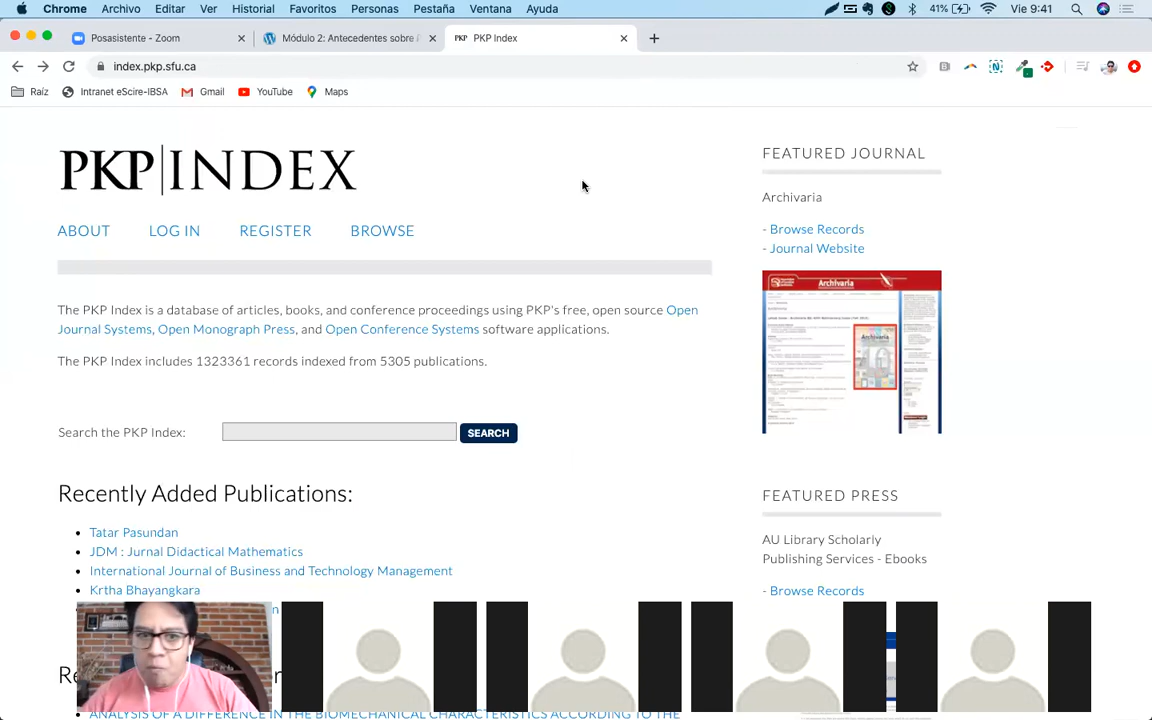 Chrome Archivo Editar Ver Historial Favoritos Personas Pestaña Ventana Ayuda 41% Vie 9:41
Posasistente - Zoom
Módulo 2: Antecedentes sobre
PKP PKP Index
index.pkp.sfu.ca
Raíz Intranet eScire-IBSA Gmail YouTube Maps
PKP|INDEX
ABOUT LOG IN REGISTER BROWSE
The PKP Index is a database of articles, books, and conference proceedings using PKP's free, open source Open
Journal Systems, Open Monograph Press, and Open Conference Systems software applications.
The PKP Index includes 1323361 records indexed from 5305 publications.
Search the PKP Index: SEARCH
Recently Added Publications:
Tatar Pasundan
JDM : Jurnal Didactical Mathematics
International Journal of Business and Technology Management
Krtha Bhayangkara
ANALYSIS OF A DIFFERENCE IN THE BIOMECHANICAL CHARACTERISTICS ACCORDING TO THE
FEATURED JOURNAL
Archivaria
- Browse Records
- Journal Website
Archivaria
FEATURED PRESS
AU Library Scholarly
Publishing Services - Ebooks
- Browse Records